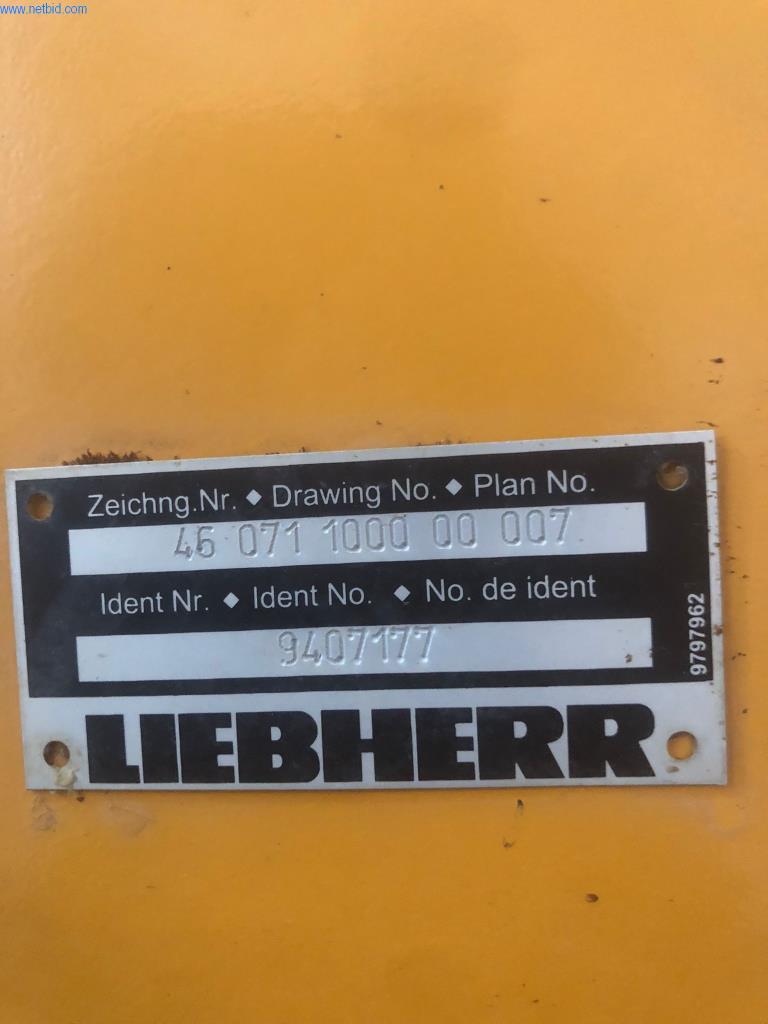 www.netbid.com
Zeichng.Nr. ◆ Drawing No. ◆ Plan No.
46 071 1000 00 007
Ident Nr. ◆ Ident No. ◆ No. de ident
9407177
9797962
LIEBHERR